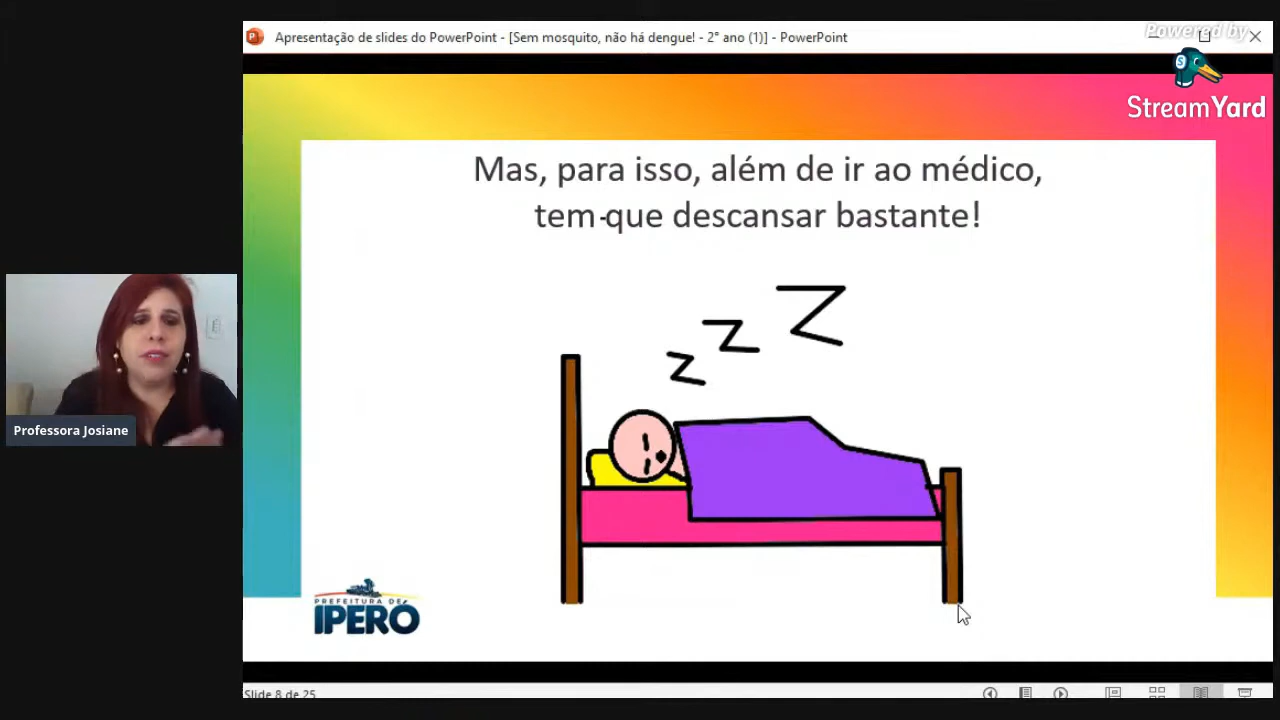 Apresentação de slides do PowerPoint - [Sem mosquito, não há dengue! - 2° ano (1)] - PowerPoint
Powered by
StreamYard
Mas, para isso, além de ir ao médico,
tem que descansar bastante!
z z Z
Professora Josiane
PREFEITURA DE
IPERÓ
Slide 8 de 25